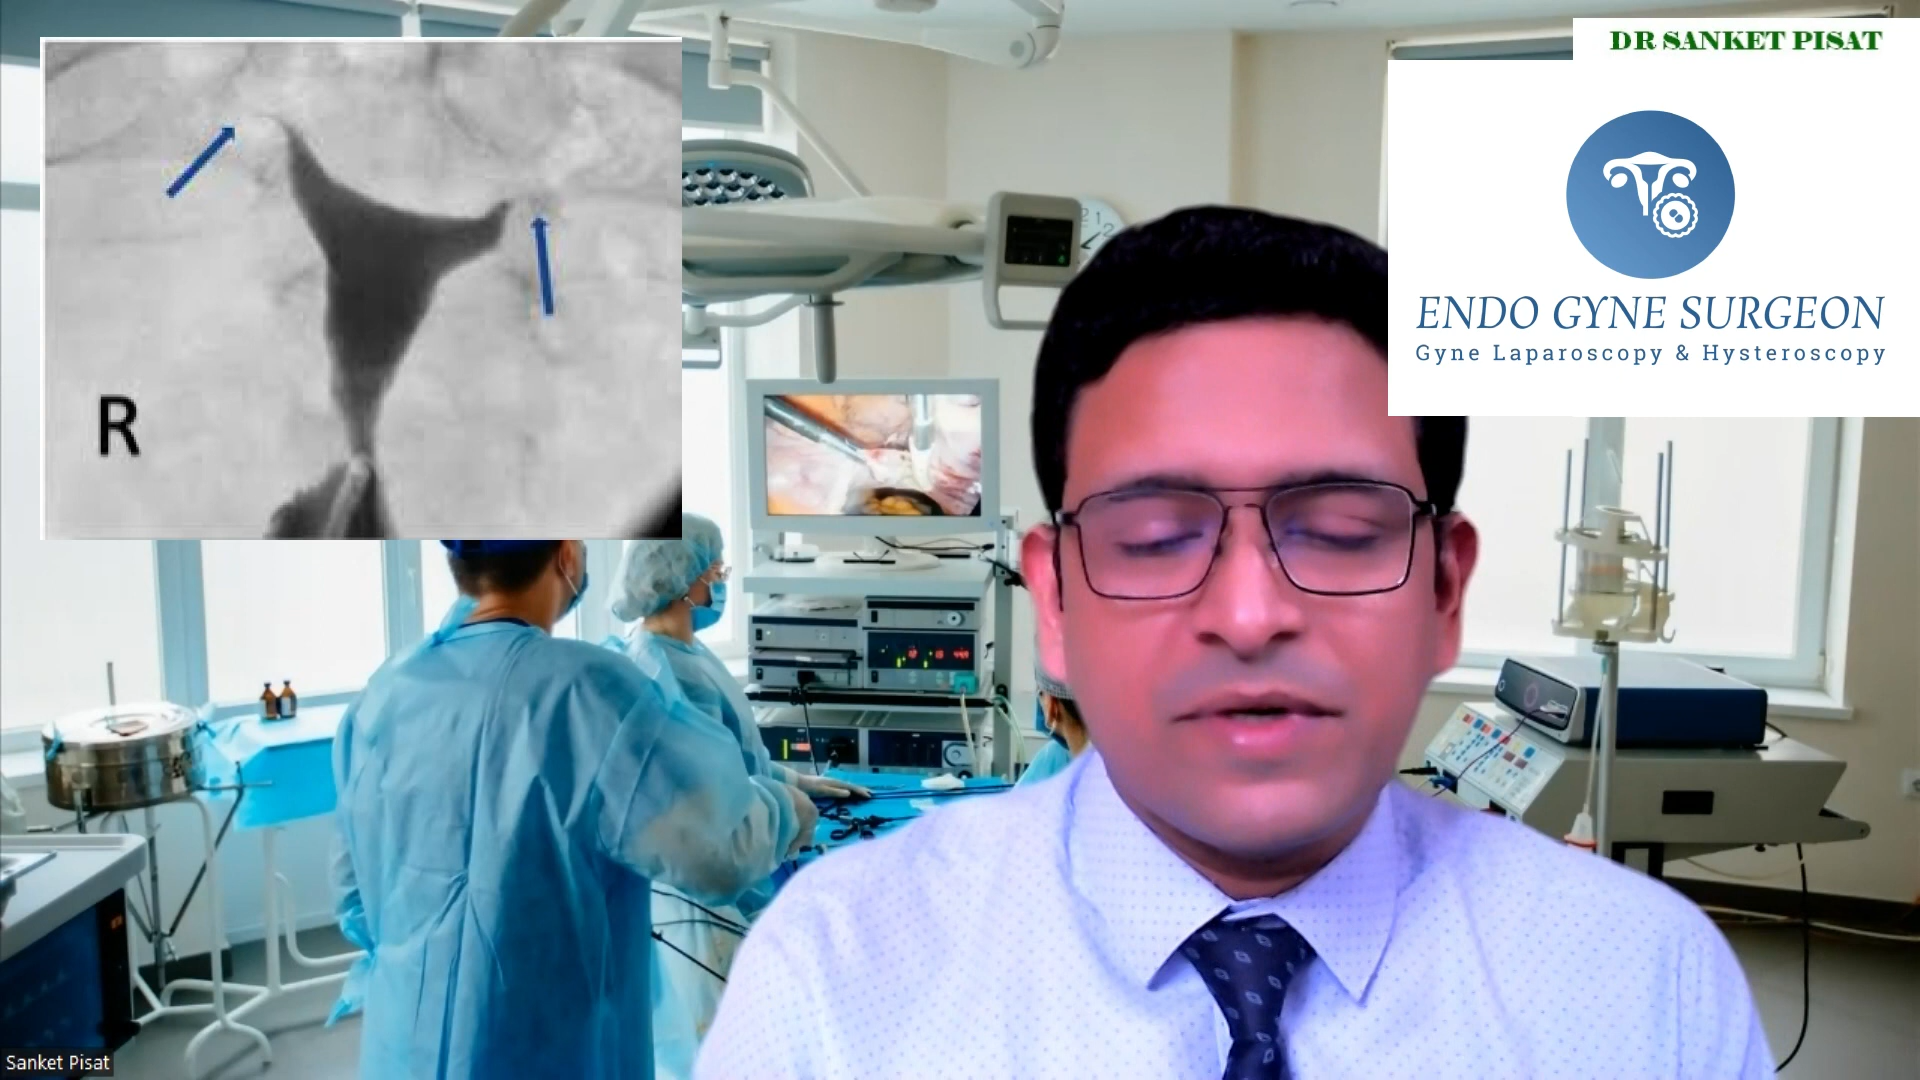 DR SANKET PISAT
ENDO GYNE SURGEON
Gyne Laparoscopy & Hysteroscopy
R
Sanket Pisat